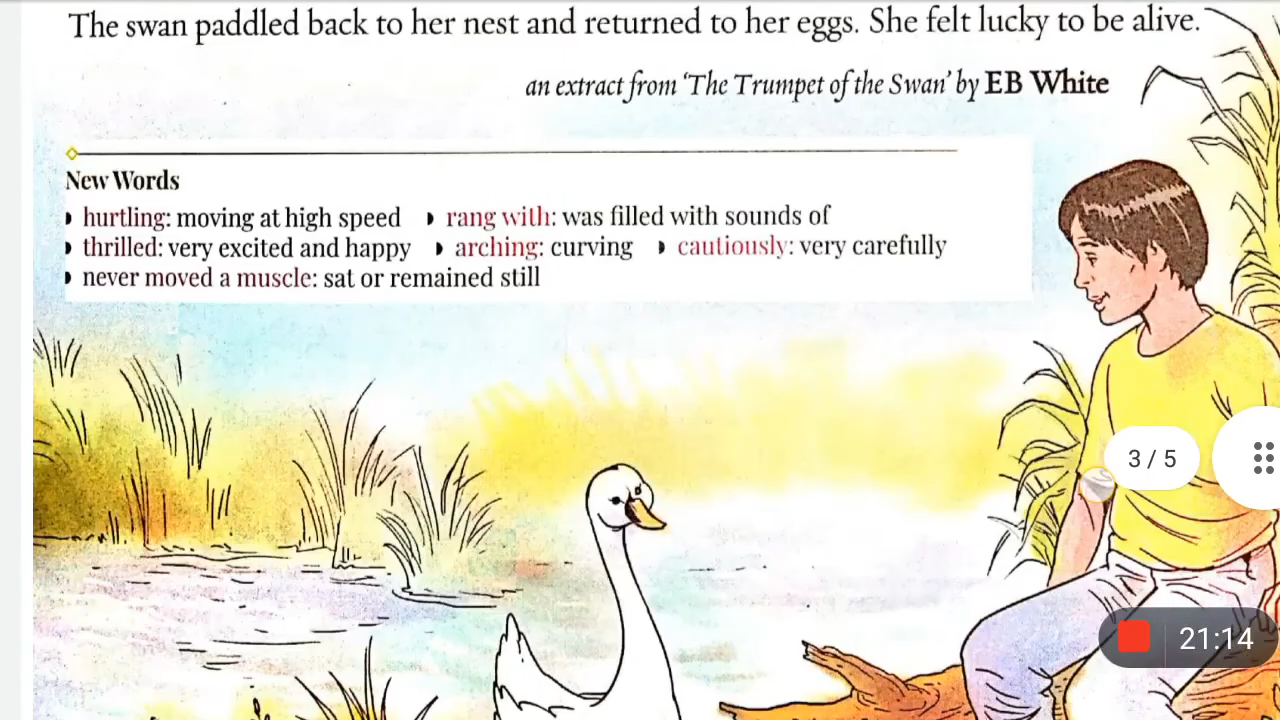 The swan paddled back to her nest and returned to her eggs. She felt lucky to be alive.
an extract from ‘The Trumpet of the Swan’ by EB White
New Words
hurtling: moving at high speed rang with: was filled with sounds of
thrilled: very excited and happy arching: curving cautiously: very carefully
never moved a muscle: sat or remained still
3 / 5
21:14